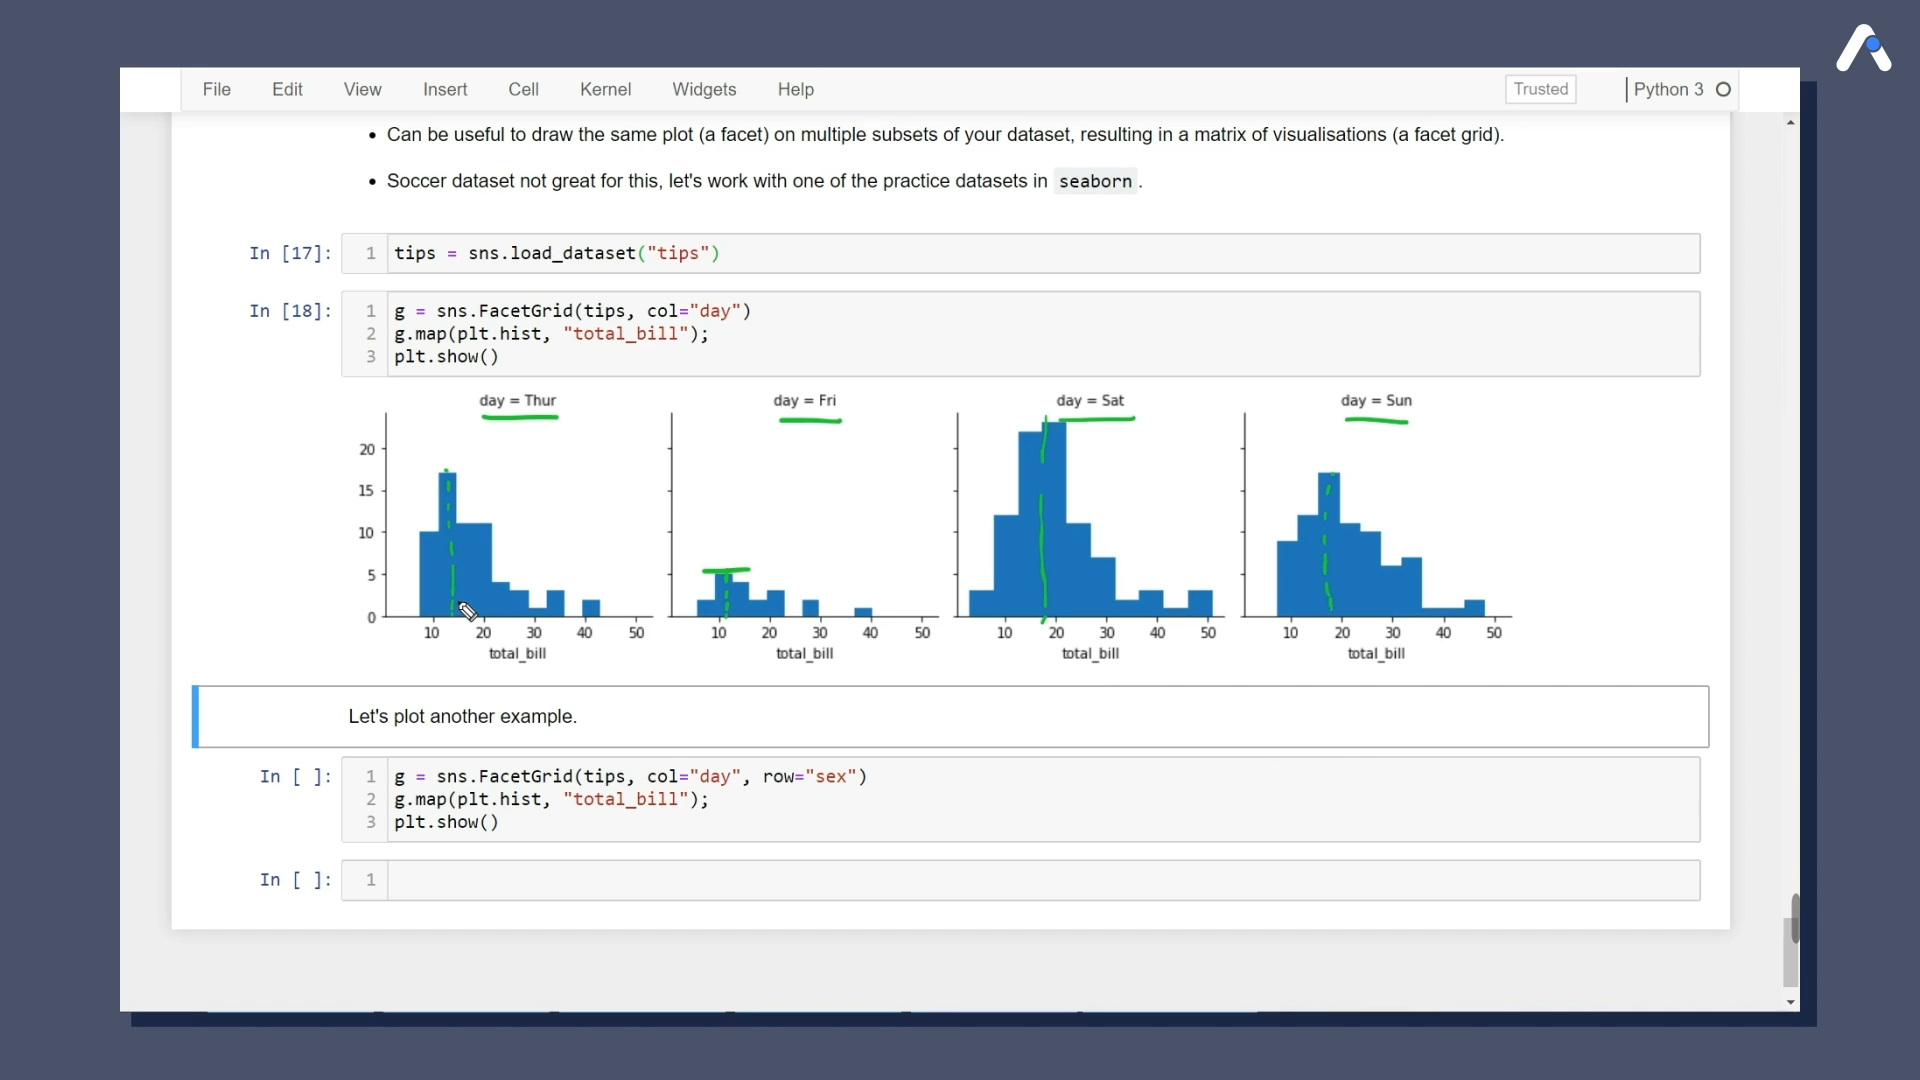 File Edit View Insert Cell Kernel Widgets Help Trusted Python 3
Can be useful to draw the same plot (a facet) on multiple subsets of your dataset, resulting in a matrix of visualisations (a facet grid).
Soccer dataset not great for this, let's work with one of the practice datasets in seaborn.
In [17]: 1 tips = sns.load_dataset("tips")
In [18]: 1 g = sns.FacetGrid(tips, col="day")
2 g.map(plt.hist, "total_bill");
3 plt.show()
day = Thur day = Fri day = Sat day = Sun
20
15
10
5
0
10 20 30 40 50 10 20 30 40 50 10 20 30 40 50 10 20 30 40 50
total_bill total_bill total_bill total_bill
Let's plot another example.
In [ ]: 1 g = sns.FacetGrid(tips, col="day", row="sex")
2 g.map(plt.hist, "total_bill");
3 plt.show()
In [ ]: 1